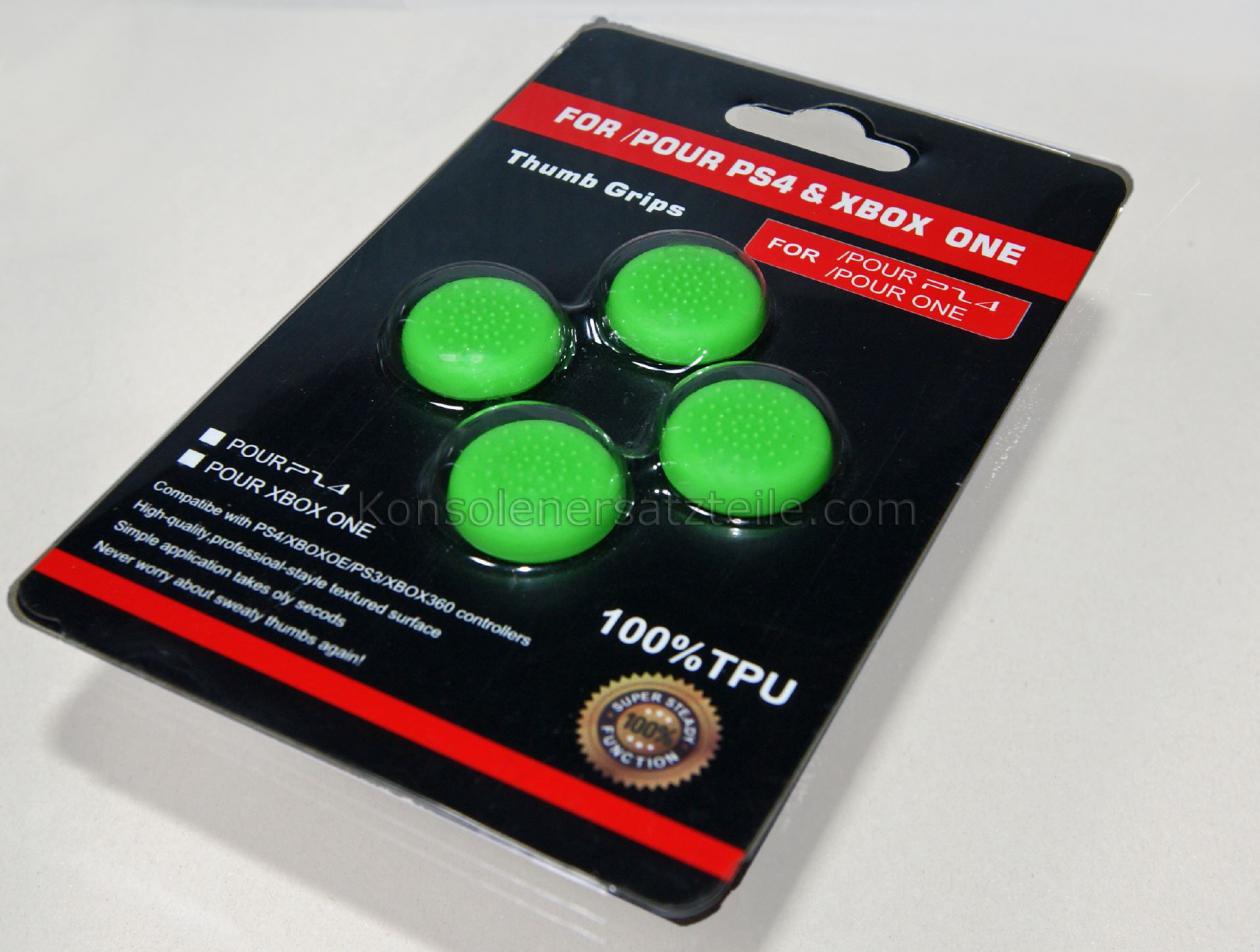 FOR /POUR PS4 & XBOX ONE
Thumb Grips
FOR /POUR PS4
/POUR ONE
POUR PS4
POUR XBOX ONE
Compatibe with PS4/XBOXOE/PS3/XBOX360 controllers
High-quality.professioal-stayle texfured surface
Simple application takes oly secods
Never worry about sweaty thumbs again!
Konsolenersatzteile.com
100%TPU
SUPER STEADY
100%
FUNCTION